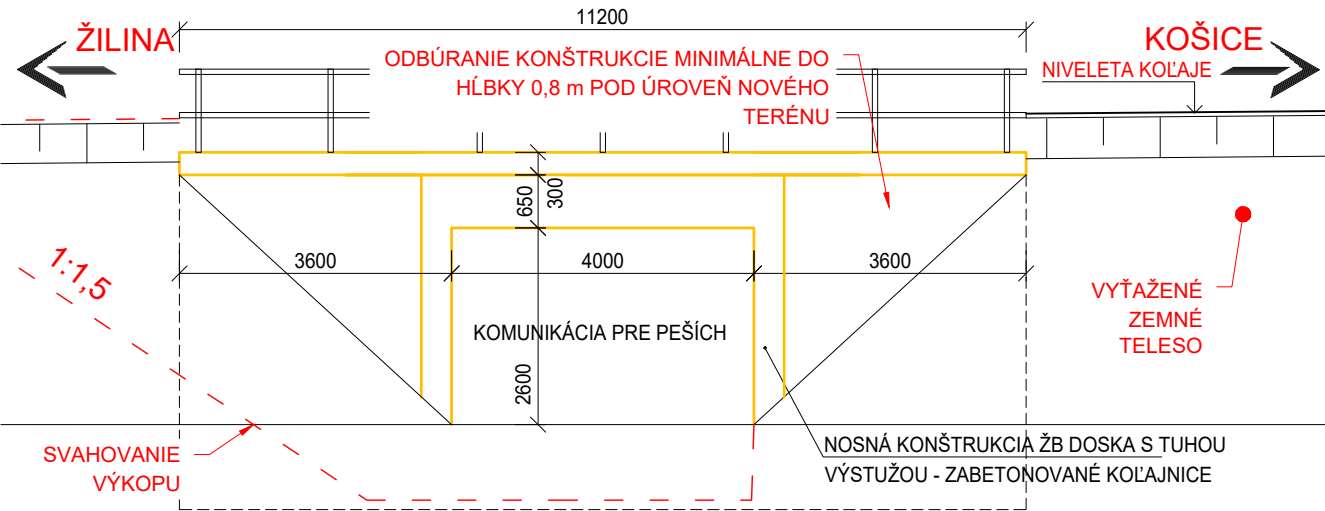 11200
ŽILINA
KOŠICE
ODBÚRANIE KONŠTRUKCIE MINIMÁLNE DO
HĹBKY 0,8 m POD ÚROVEŇ NOVÉHO
TERÉNU
NIVELETA KOĽAJE
650
300
1:1,5
3600
4000
3600
VYŤAŽENÉ
ZEMNÉ
TELESO
KOMUNIKÁCIA PRE PEŠÍCH
2600
SVAHOVANIE
VÝKOPU
NOSNÁ KONŠTRUKCIA ŽB DOSKA S TUHOU
VÝSTUŽOU - ZABETONOVANÉ KOĽAJNICE